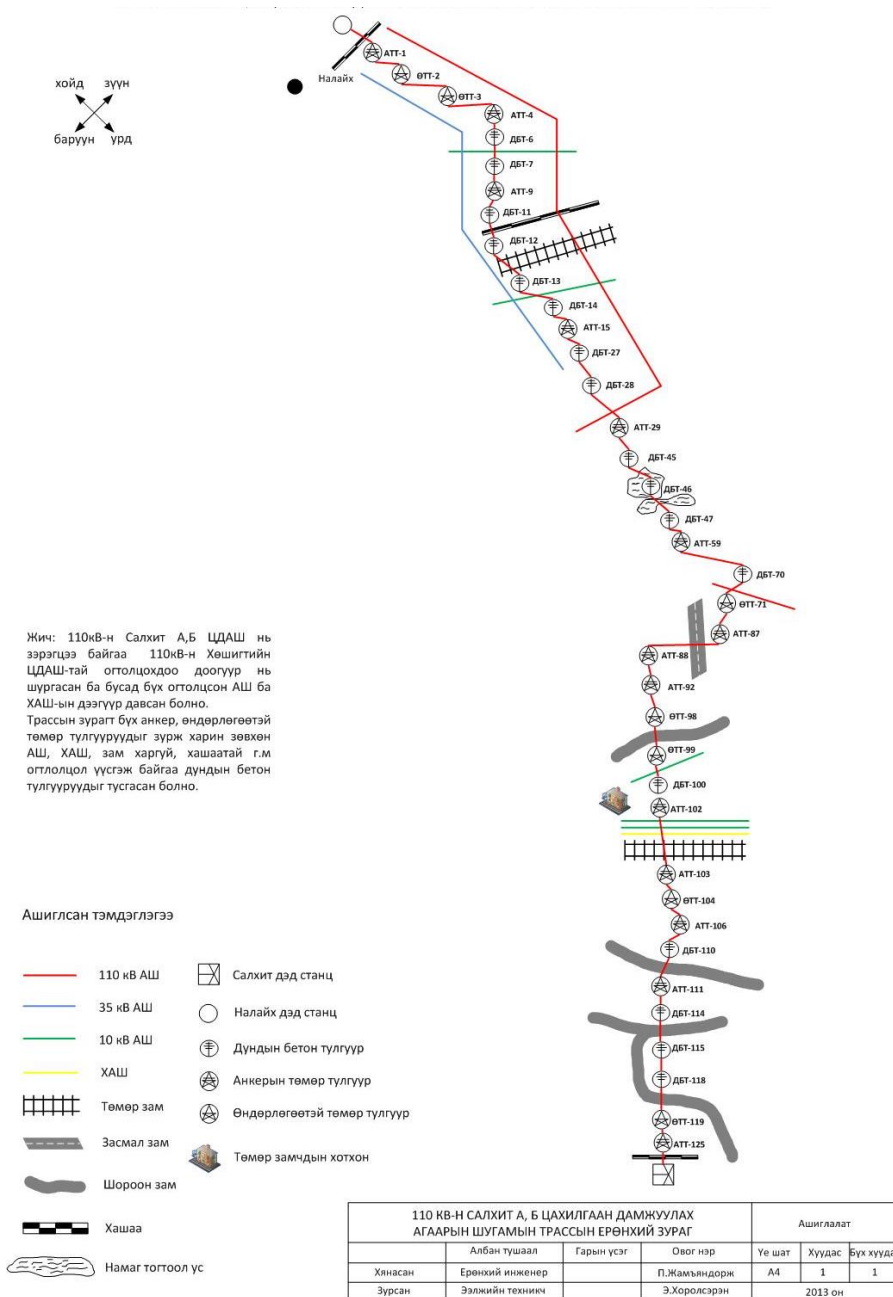 Налайх
АТТ-1
ӨТТ-2
ӨТТ-3
АТТ-4
ДБТ-6
ДБТ-7
АТТ-9
ДБТ-11
ДБТ-12
ДБТ-13
ДБТ-14
АТТ-15
ДБТ-27
ДБТ-28
АТТ-29
ДБТ-45
ДБТ-46
ДБТ-47
АТТ-59
ДБТ-70
ӨТТ-71
АТТ-87
АТТ-88
АТТ-92
ӨТТ-98
ӨТТ-99
ДБТ-100
АТТ-102
АТТ-103
ӨТТ-104
АТТ-106
ДБТ-110
АТТ-111
ДБТ-114
ДБТ-115
ДБТ-118
ӨТТ-119
АТТ-125
хойд зүүн
баруун урд
Жич: 110кВ-н Салхит А,Б ЦДАШ нь
зэрэгцээ байгаа 110кВ-н Хөшигтийн
ЦДАШ-тай огтолцохдоо доогуур нь
шургасан ба бусад бүх огтолцсон АШ ба
ХАШ-ын дээгүүр давсан болно.
Трассын зурагт бүх анкер, өндөрлөгөөтэй
төмөр тулгууруудыг зурж харин зөвхөн
АШ, ХАШ, зам харгуй, хашаатай г.м
огтлолцол үүсгэж байгаа дундын бетон
тулгууруудыг тусгасан болно.
Ашиглсан тэмдэглэгээ
110 кВ АШ
35 кВ АШ
10 кВ АШ
ХАШ
Төмөр зам
Засмал зам
Шороон зам
Хашаа
Намаг тогтоол ус
Салхит дэд станц
Налайх дэд станц
Дундын бетон тулгуур
Анкерын төмөр тулгуур
Өндөрлөгөөтэй төмөр тулгуур
Төмөр замчдын хотхон
110 КВ-Н САЛХИТ А, Б ЦАХИЛГААН ДАМЖУУЛАХ
АГААРЫН ШУГАМЫН ТРАССЫН ЕРӨНХИЙ ЗУРАГ
Ашиглалат
Албан тушаал Гарын үсэг Овог нэр Үе шат Хуудас Бүх хууда
Хянасан Ерөнхий инженер П.Жамъяндорж А4 1 1
Зурсан Ээлжийн техникч Э.Хоролсэрэн 2013 он